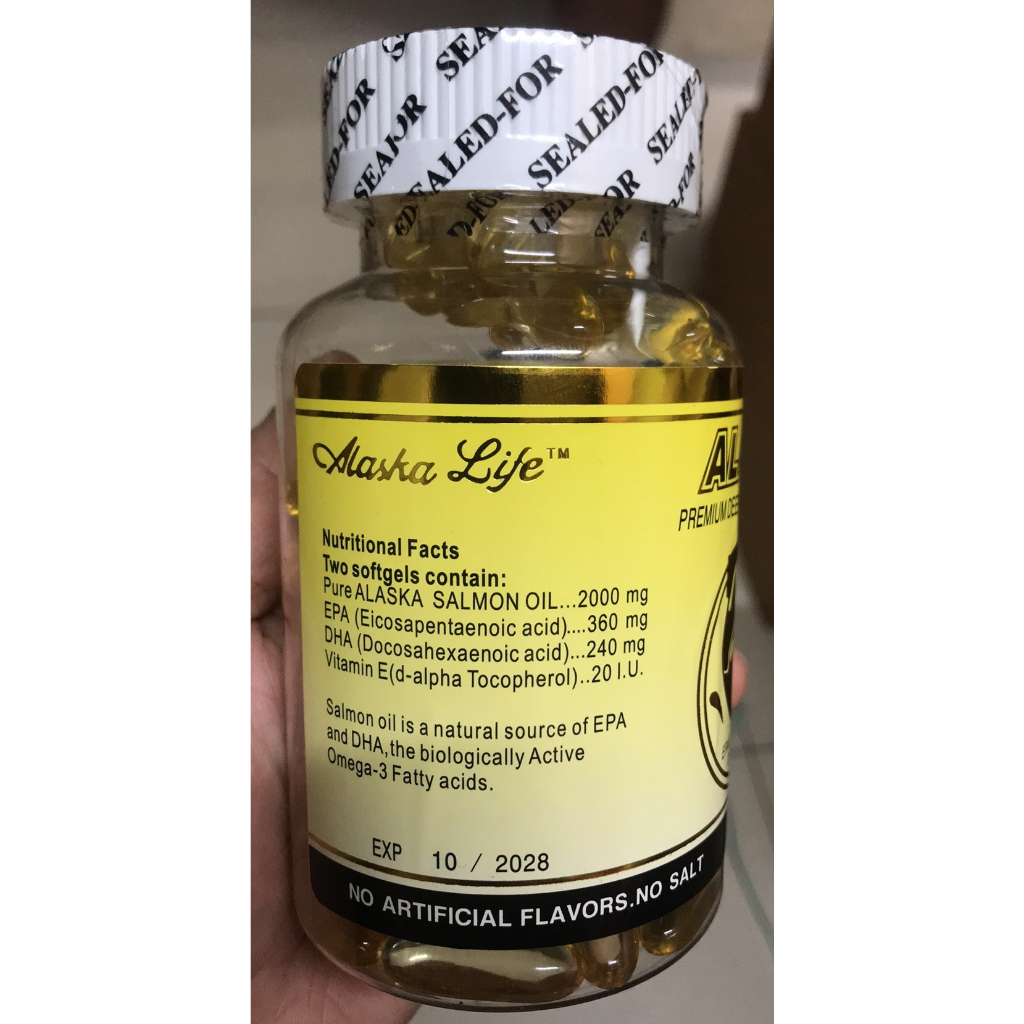 SEALED-FOR
SEALED-FOR
Alaska Life™
Nutritional Facts
Two softgels contain:
Pure ALASKA SALMON OIL...2000 mg
EPA (Eicosapentaenoic acid)....360 mg
DHA (Docosahexaenoic acid)...240 mg
Vitamin E(d-alpha Tocopherol)..20 I.U.
Salmon oil is a natural source of EPA
and DHA,the biologically Active
Omega-3 Fatty acids.
EXP 10 / 2028
NO ARTIFICIAL FLAVORS.NO SALT
AL
PREMIUM